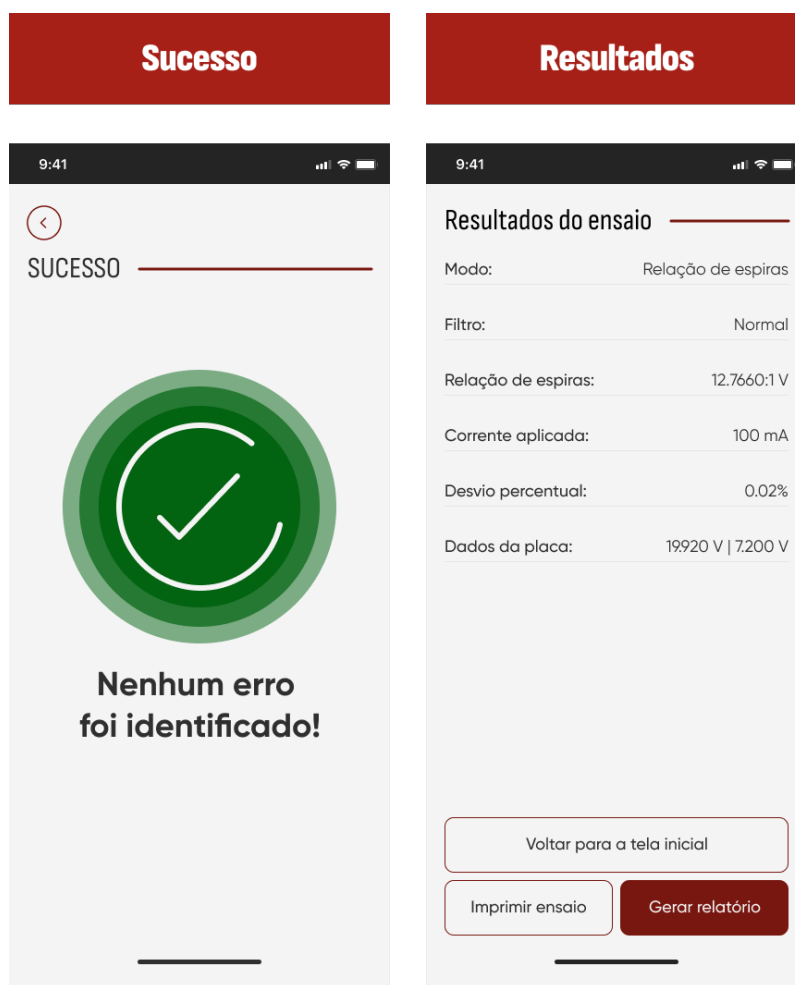 Sucesso
9:41
SUCESSO
Nenhum erro
foi identificado!
Resultados
9:41
Resultados do ensaio
Modo: Relação de espiras
Filtro: Normal
Relação de espiras: 12.7660:1 V
Corrente aplicada: 100 mA
Desvio percentual: 0.02%
Dados da placa: 19.920 V | 7.200 V
Voltar para a tela inicial
Imprimir ensaio
Gerar relatório